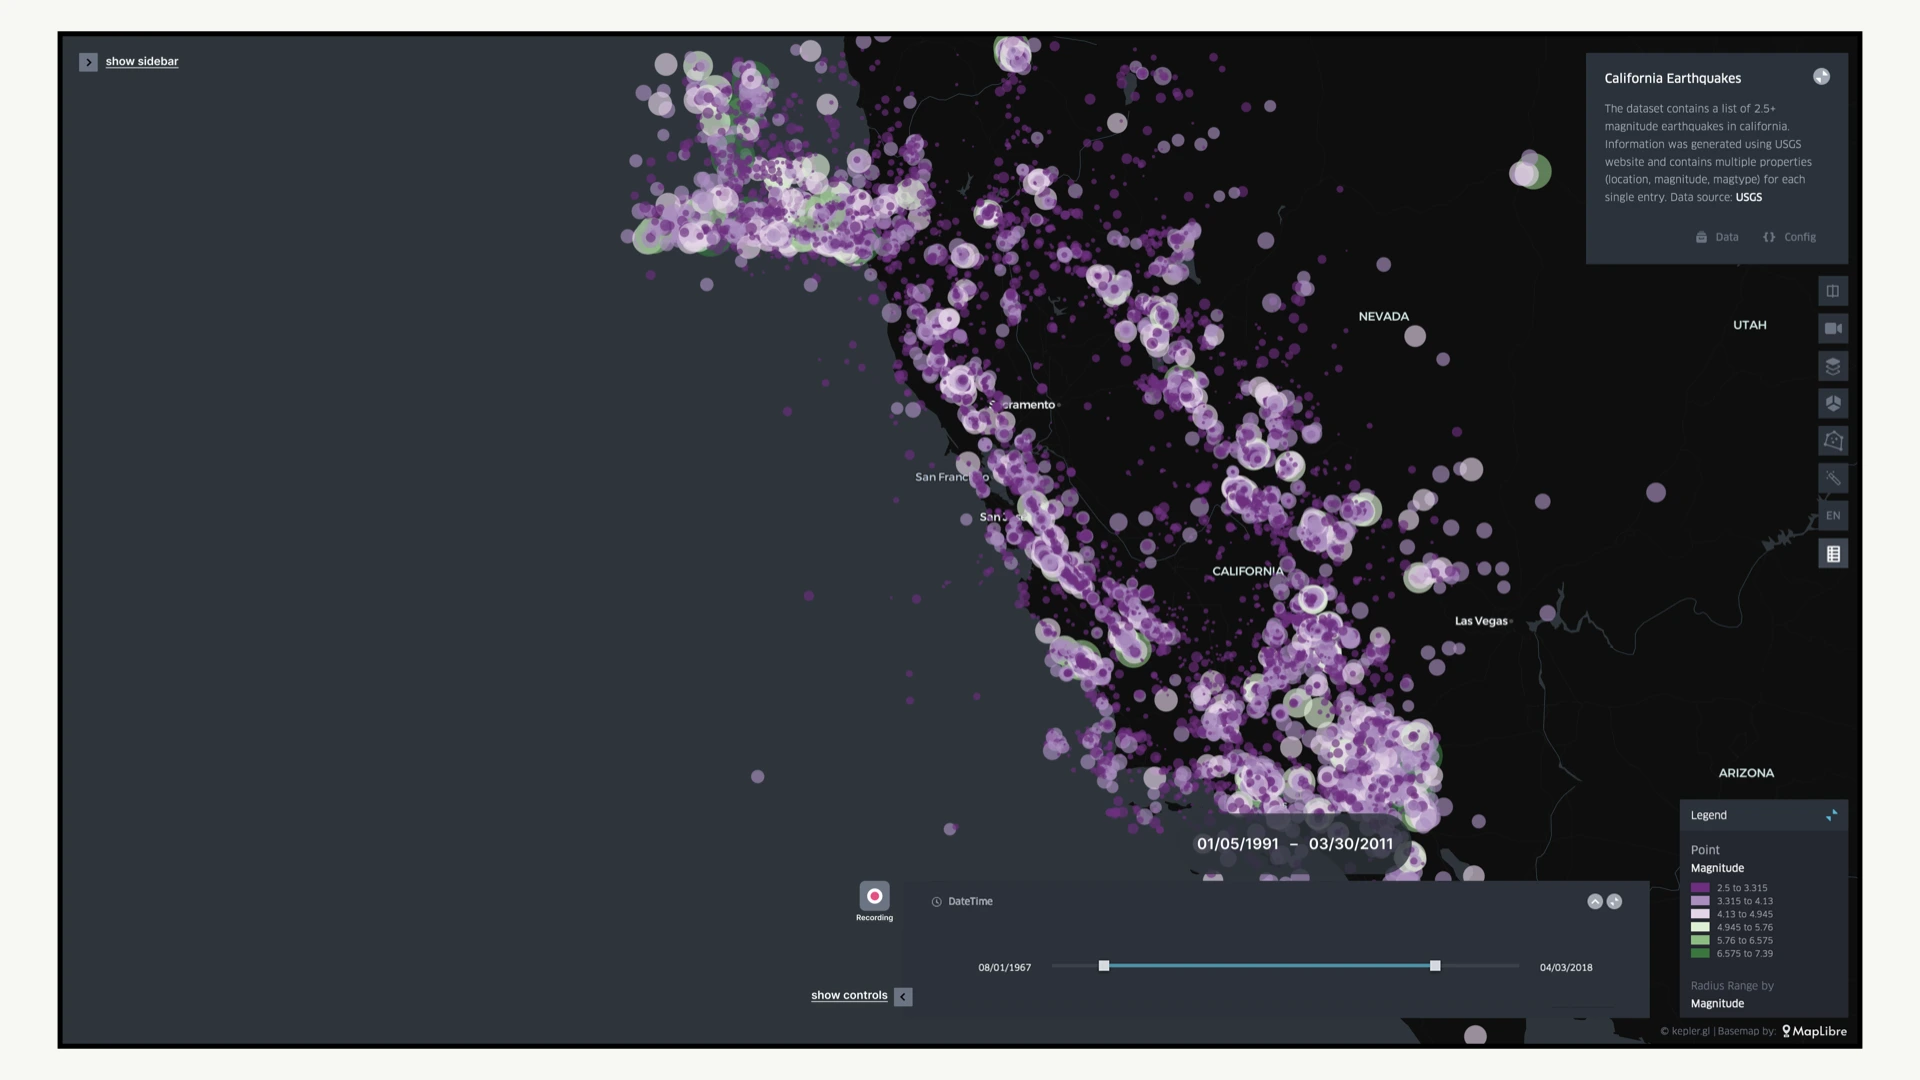 show sidebar
California Earthquakes
The dataset contains a list of 2.5+
magnitude earthquakes in california.
Information was generated using USGS
website and contains multiple properties
(location, magnitude, magtype) for each
single entry. Data source: USGS
Data
Config
NEVADA
UTAH
Sacramento
San Francisco
San Jose
EN
CALIFORNIA
Las Vegas
ARIZONA
Legend
Point
Magnitude
2.5 to 3.315
3.315 to 4.13
4.13 to 4.945
4.945 to 5.76
5.76 to 6.575
6.575 to 7.39
Radius Range by
Magnitude
01/05/1991 – 03/30/2011
Recording
DateTime
08/01/1967
04/03/2018
show controls
© kepler.gl | Basemap by: MapLibre